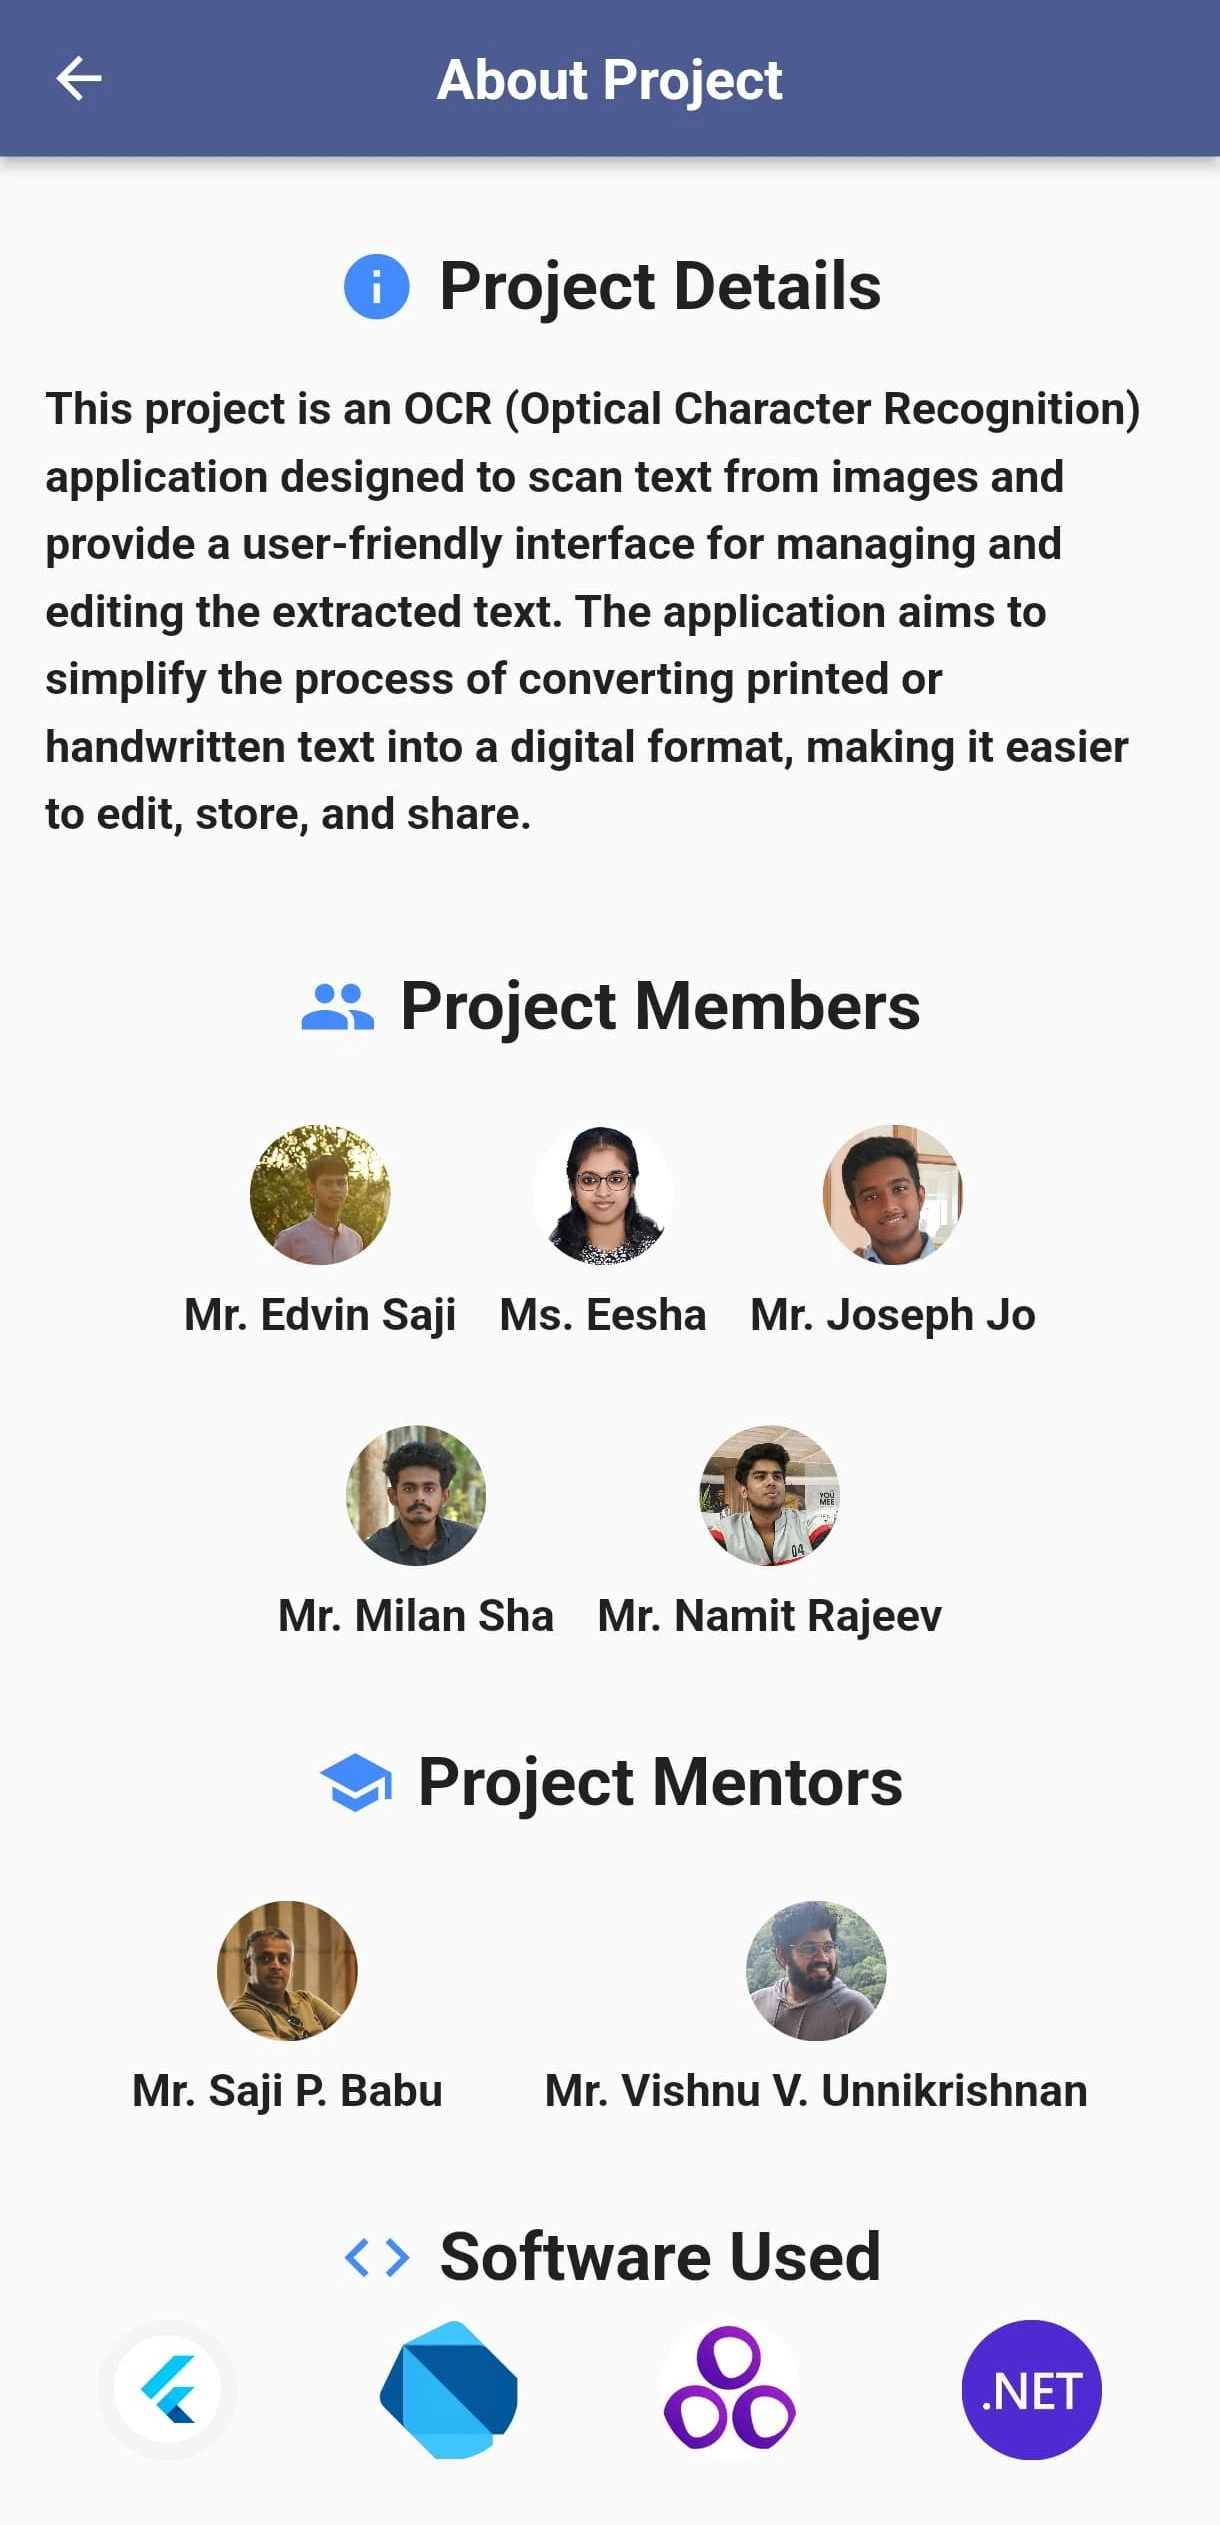 About Project
Project Details
This project is an OCR (Optical Character Recognition)
application designed to scan text from images and
provide a user-friendly interface for managing and
editing the extracted text. The application aims to
simplify the process of converting printed or
handwritten text into a digital format, making it easier
to edit, store, and share.
Project Members
Mr. Edvin Saji Ms. Eesha Mr. Joseph Jo
YOU
MEE
04
Mr. Milan Sha Mr. Namit Rajeev
Project Mentors
Mr. Saji P. Babu Mr. Vishnu V. Unnikrishnan
Software Used
.NET